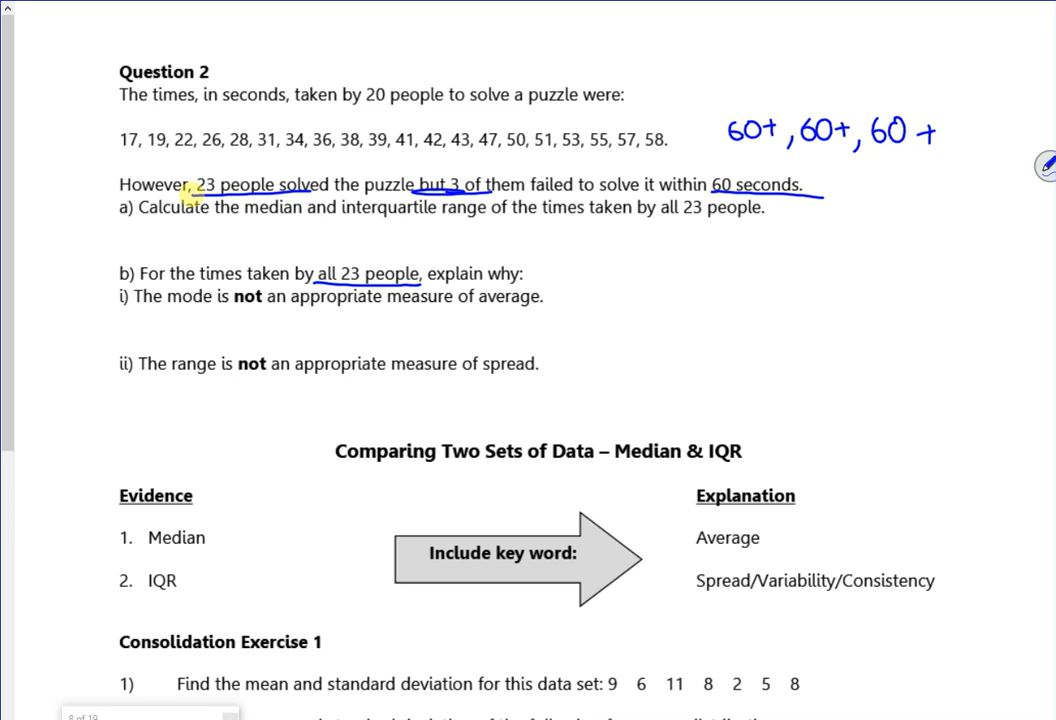 Question 2
The times, in seconds, taken by 20 people to solve a puzzle were:
17, 19, 22, 26, 28, 31, 34, 36, 38, 39, 41, 42, 43, 47, 50, 51, 53, 55, 57, 58. 60+, 60+, 60+
However, 23 people solved the puzzle but 3 of them failed to solve it within 60 seconds.
a) Calculate the median and interquartile range of the times taken by all 23 people.
b) For the times taken by all 23 people, explain why:
i) The mode is not an appropriate measure of average.
ii) The range is not an appropriate measure of spread.
Comparing Two Sets of Data – Median & IQR
Evidence Explanation
1. Median Include key word: Average
2. IQR Spread/Variability/Consistency
Consolidation Exercise 1
1) Find the mean and standard deviation for this data set: 9 6 11 8 2 5 8
8 of 19